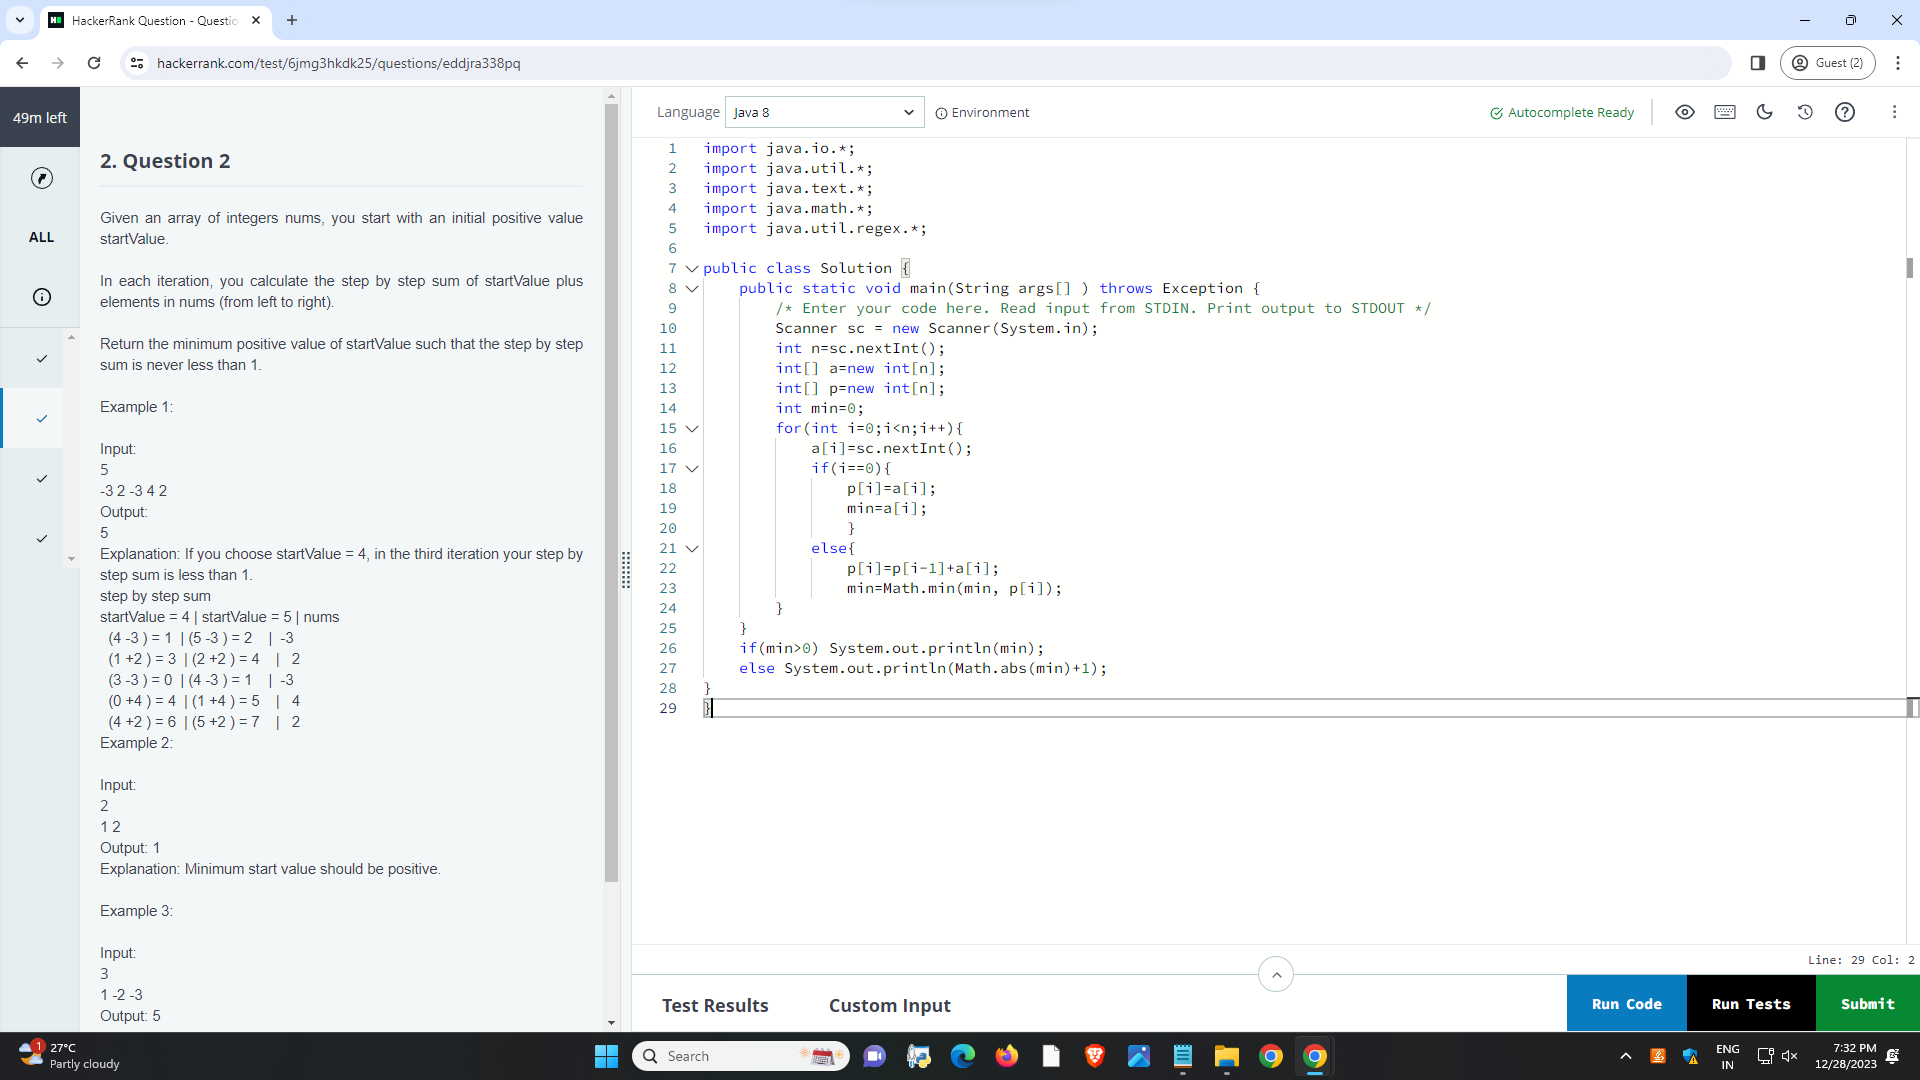 HackerRank Question - Questio
hackerrank.com/test/6jmg3hkdk25/questions/eddjra338pq
Guest (2)
49m left
ALL
2. Question 2
Given an array of integers nums, you start with an initial positive value
startValue.
In each iteration, you calculate the step by step sum of startValue plus
elements in nums (from left to right).
Return the minimum positive value of startValue such that the step by step
sum is never less than 1.
Example 1:
Input:
5
-3 2 -3 4 2
Output:
5
Explanation: If you choose startValue = 4, in the third iteration your step by
step sum is less than 1.
step by step sum
startValue = 4 | startValue = 5 | nums
(4 -3 ) = 1 | (5 -3 ) = 2 | -3
(1 +2 ) = 3 | (2 +2 ) = 4 | 2
(3 -3 ) = 0 | (4 -3 ) = 1 | -3
(0 +4 ) = 4 | (1 +4 ) = 5 | 4
(4 +2 ) = 6 | (5 +2 ) = 7 | 2
Example 2:
Input:
2
1 2
Output: 1
Explanation: Minimum start value should be positive.
Example 3:
Input:
3
1 -2 -3
Output: 5
Language Java 8 Environment
Autocomplete Ready
1 import java.io.*;
2 import java.util.*;
3 import java.text.*;
4 import java.math.*;
5 import java.util.regex.*;
6
7 public class Solution {
8 public static void main(String args[] ) throws Exception {
9 /* Enter your code here. Read input from STDIN. Print output to STDOUT */
10 Scanner sc = new Scanner(System.in);
11 int n=sc.nextInt();
12 int[] a=new int[n];
13 int[] p=new int[n];
14 int min=0;
15 for(int i=0;i<n;i++){
16 a[i]=sc.nextInt();
17 if(i==0){
18 p[i]=a[i];
19 min=a[i];
20 }
21 else{
22 p[i]=p[i-1]+a[i];
23 min=Math.min(min, p[i]);
24 }
25 }
26 if(min>0) System.out.println(min);
27 else System.out.println(Math.abs(min)+1);
28 }
29 }
Line: 29 Col: 2
Test Results
Custom Input
Run Code
Run Tests
Submit
1
27°C
Partly cloudy
Search
ENG
IN
7:32 PM
12/28/2023